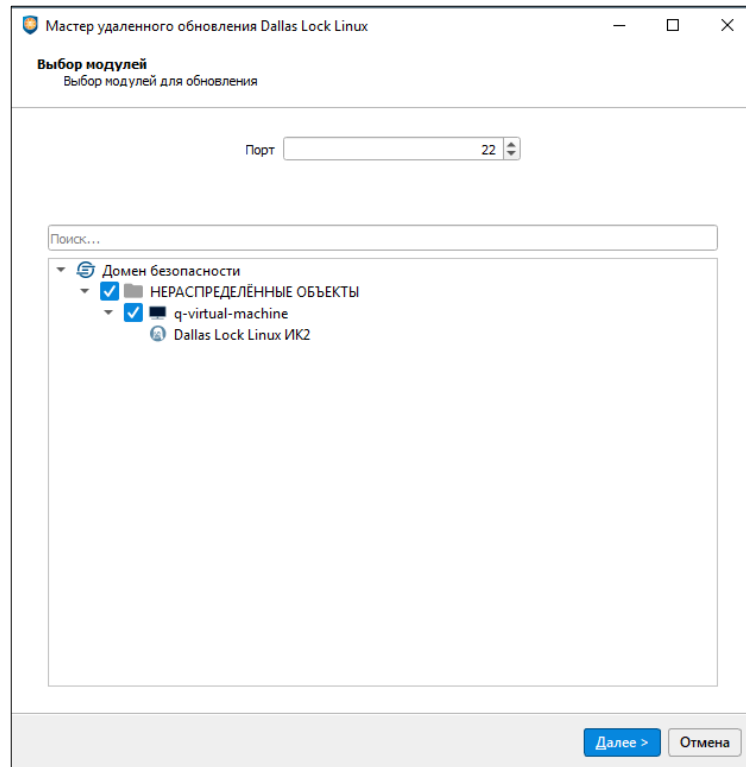 Мастер удаленного обновления Dallas Lock Linux
Выбор модулей
Выбор модулей для обновления
Порт 22
Поиск...
Домен безопасности
НЕРАСПРЕДЕЛЁННЫЕ ОБЪЕКТЫ
q-virtual-machine
Dallas Lock Linux ИК2
Далее > Отмена